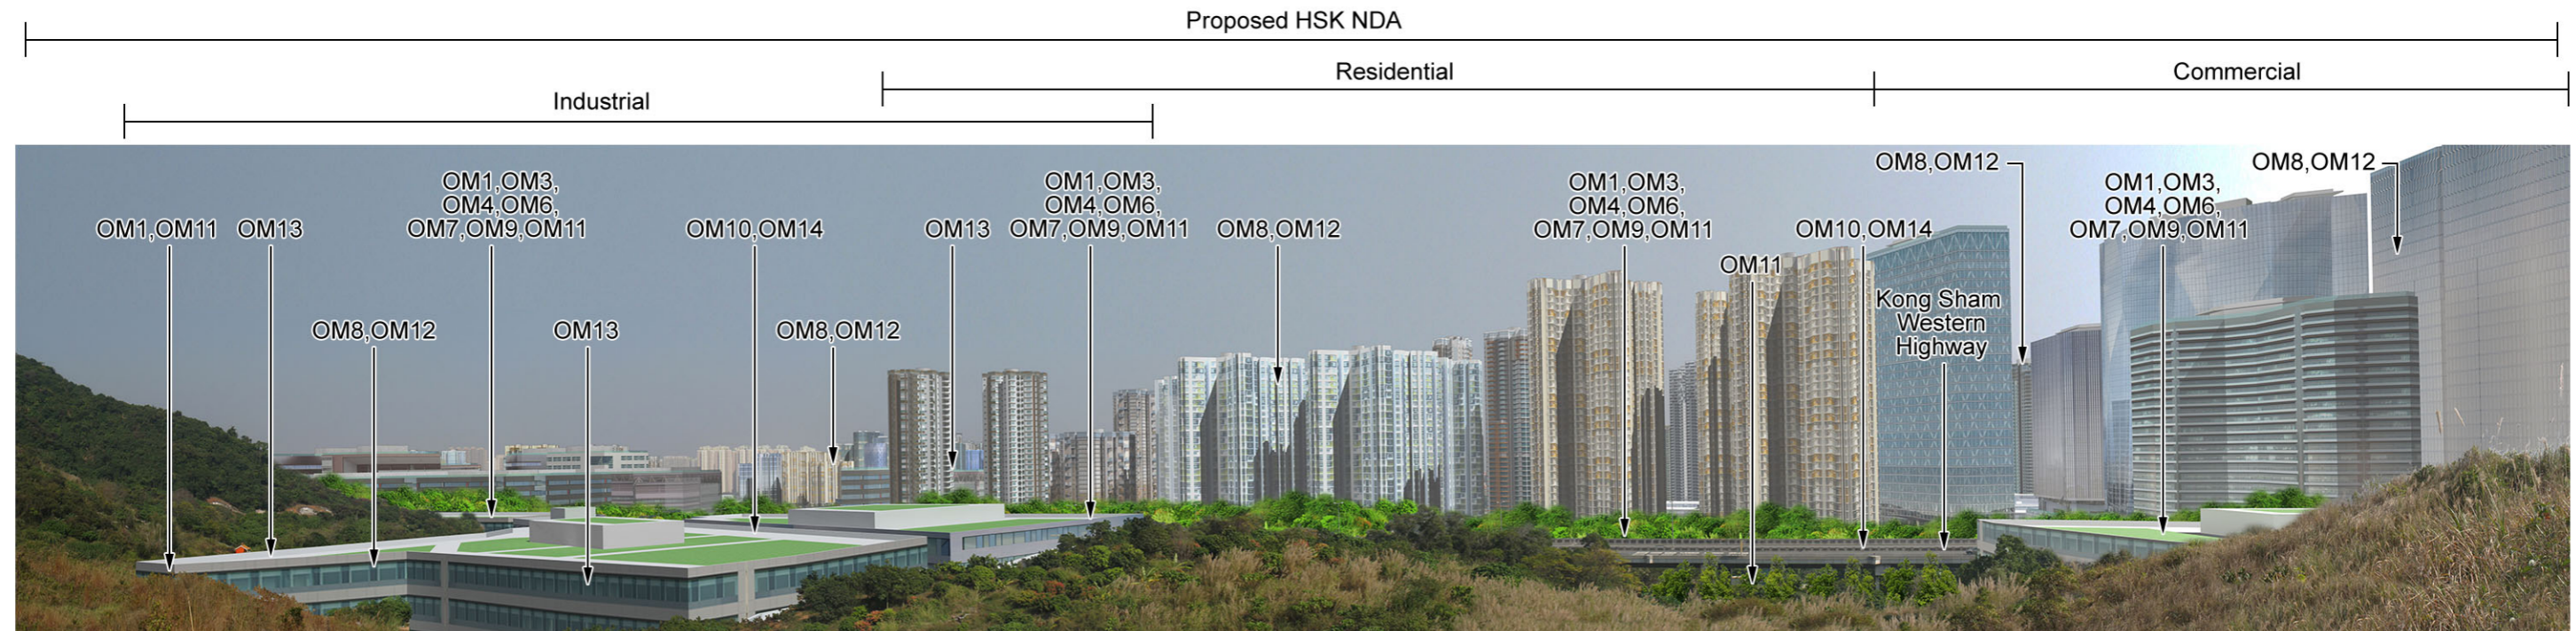 Proposed HSK NDA
Residential
Commercial
Industrial
OM8,OM12
OM8,OM12
OM1,OM3,
OM4,OM6,
OM7,OM9,OM11
OM1,OM3,
OM4,OM6,
OM7,OM9,OM11
OM1,OM3,
OM4,OM6,
OM7,OM9,OM11
OM1,OM3,
OM4,OM6,
OM7,OM9,OM11
OM1,OM11
OM13
OM10,OM14
OM13
OM8,OM12
OM10,OM14
OM11
Kong Sham
Western
Highway
OM8,OM12
OM13
OM8,OM12